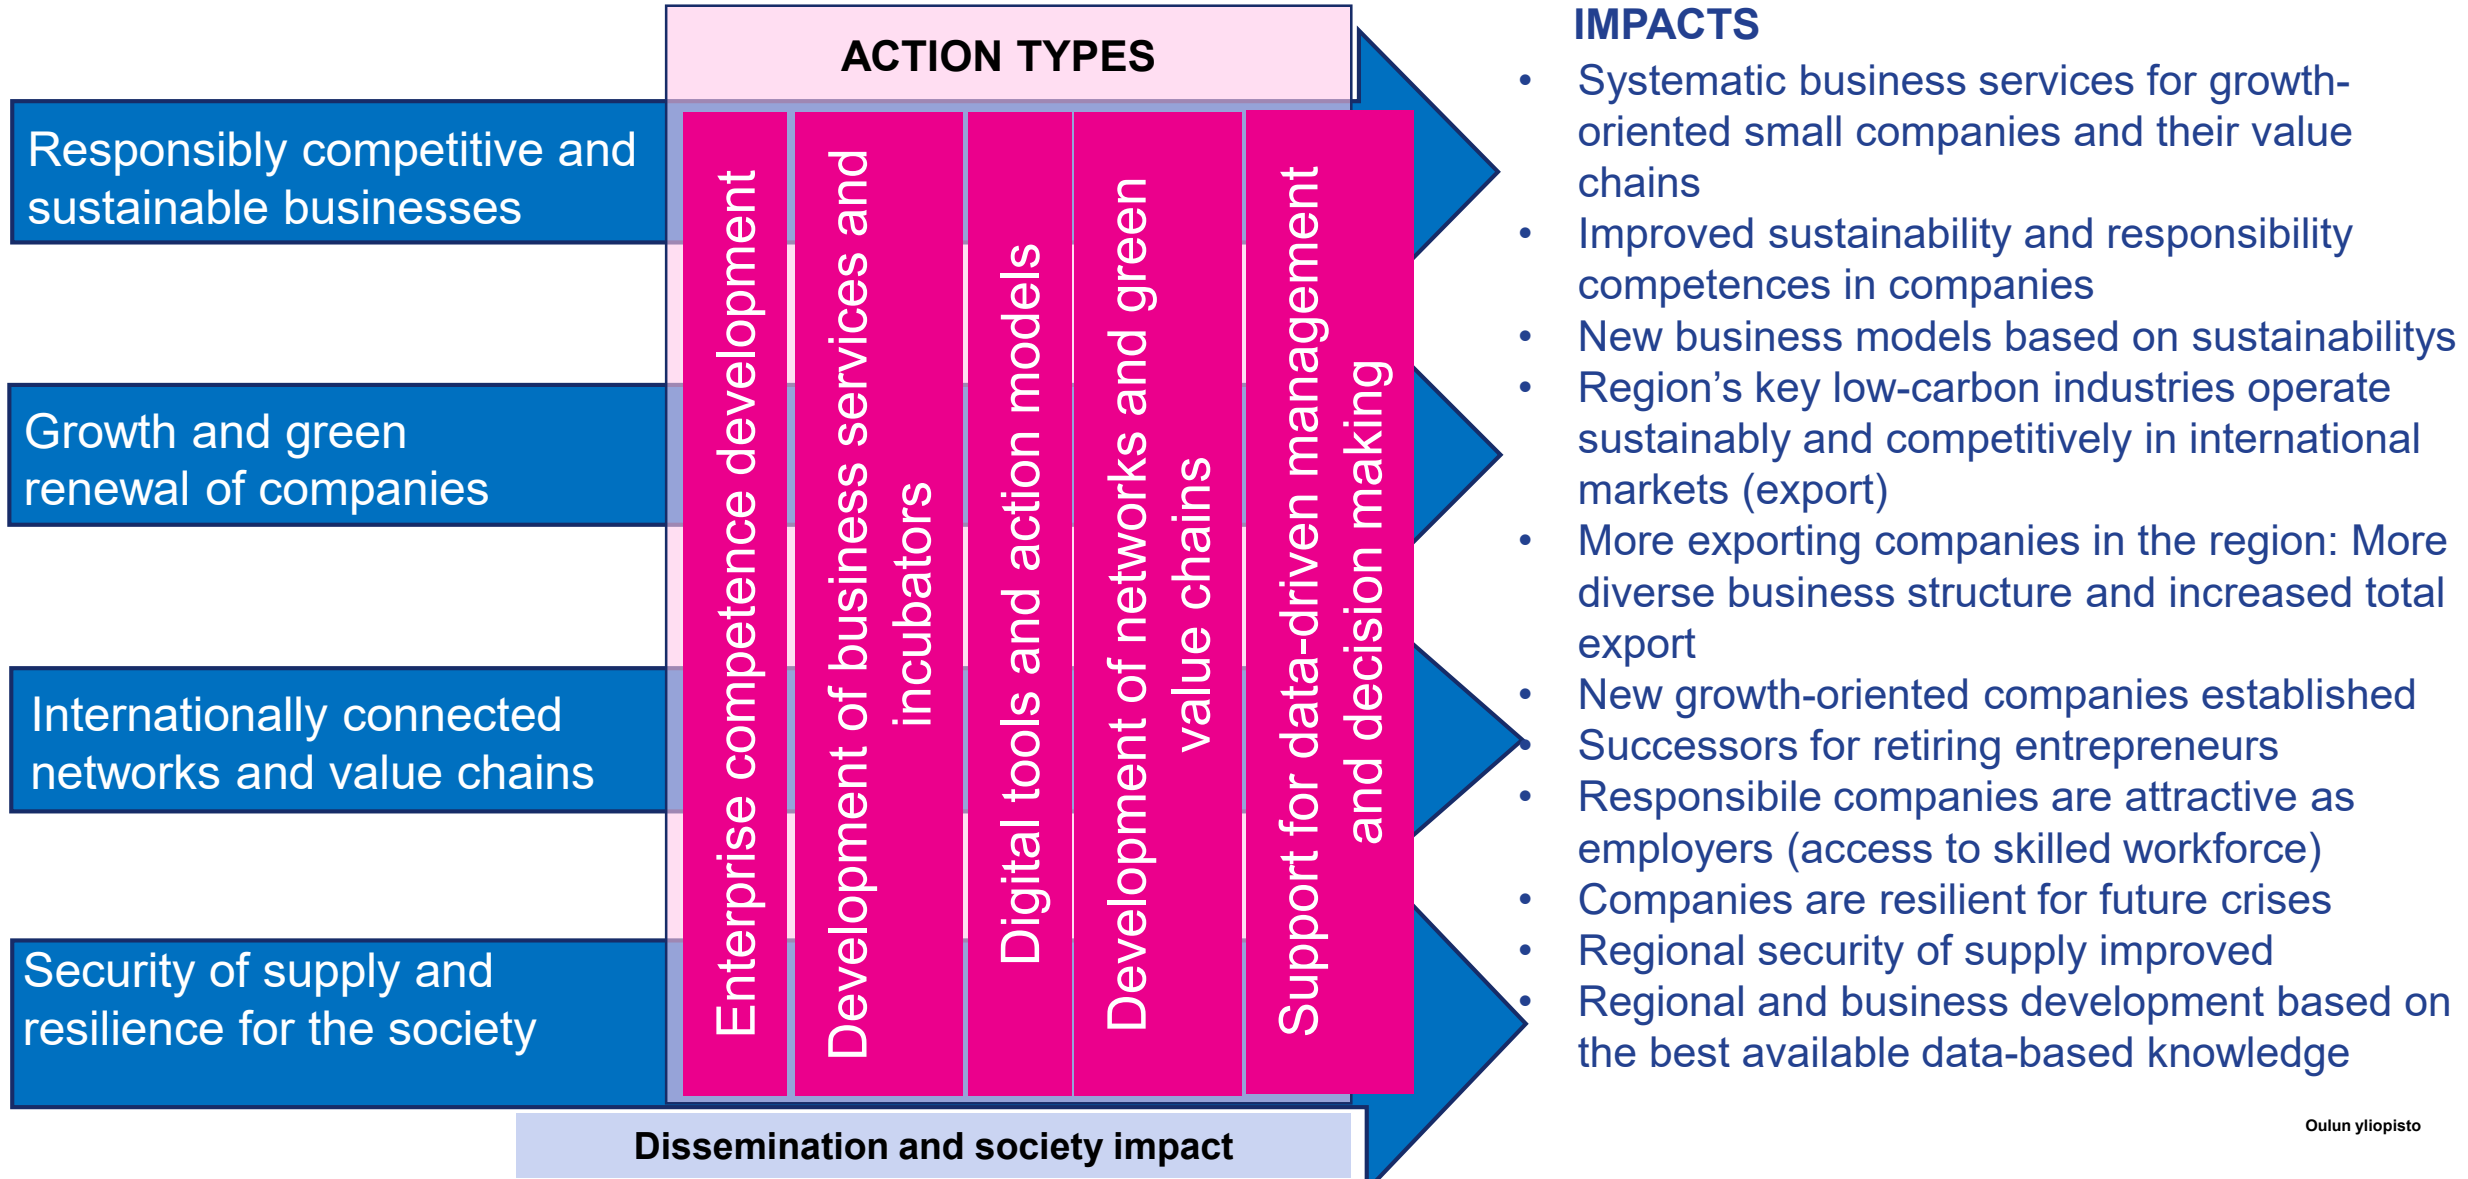 ACTION TYPES
Responsibly competitive and
sustainable businesses
Growth and green
renewal of companies
Internationally connected
networks and value chains
Security of supply and
resilience for the society
Enterprise competence development
Development of business services and
incubators
Digital tools and action models
Development of networks and green
value chains
Support for data-driven management
and decision making
Dissemination and society impact
IMPACTS
• Systematic business services for growth-
oriented small companies and their value
chains
• Improved sustainability and responsibility
competences in companies
• New business models based on sustainabilitys
• Region’s key low-carbon industries operate
sustainably and competitively in international
markets (export)
• More exporting companies in the region: More
diverse business structure and increased total
export
• New growth-oriented companies established
• Successors for retiring entrepreneurs
• Responsibile companies are attractive as
employers (access to skilled workforce)
• Companies are resilient for future crises
• Regional security of supply improved
• Regional and business development based on
the best available data-based knowledge
Oulun yliopisto